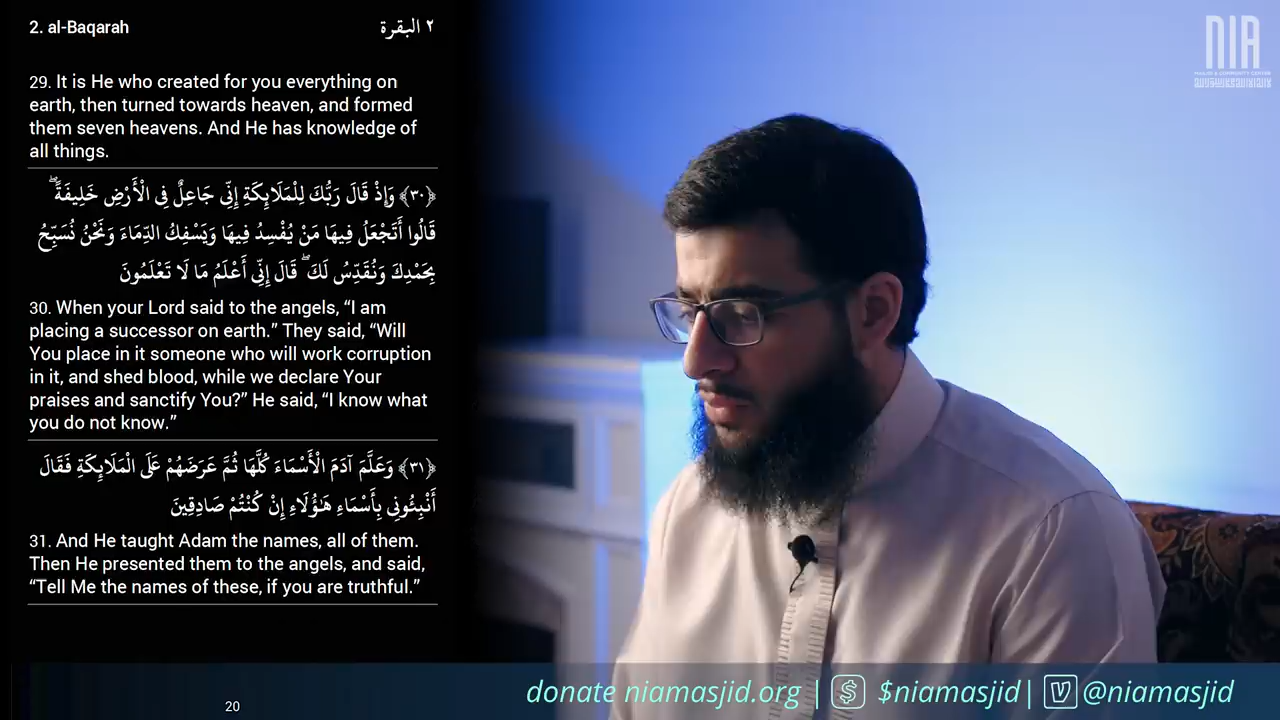 2. al-Baqarah
٢ البقرة
29. It is He who created for you everything on
earth, then turned towards heaven, and formed
them seven heavens. And He has knowledge of
all things.
﴿٣٠﴾ وَإِذْ قَالَ رَبُّكَ لِلْمَلَايِكَةِ إِنِّي جَاعِلٌ فِي الْأَرْضِ خَلِيفَةً ۖ
قَالُوا أَتَجْعَلُ فِيهَا مَنْ يُفْسِدُ فِيهَا وَيَسْفِكُ الدِّمَاءَ وَنَحْنُ نُسَبِّحُ
بِحَمْدِكَ وَنُقَدِّسُ لَكَ ۖ قَالَ إِنِّي أَعْلَمُ مَا لَا تَعْلَمُونَ
30. When your Lord said to the angels, “I am
placing a successor on earth.” They said, “Will
You place in it someone who will work corruption
in it, and shed blood, while we declare Your
praises and sanctify You?” He said, “I know what
you do not know.”
﴿٣١﴾ وَعَلَّمَ آدَمَ الْأَسْمَاءَ كُلَّهَا ثُمَّ عَرَضَهُمْ عَلَى الْمَلَايِكَةِ فَقَالَ
أَنْبِئُونِي بِأَسْمَاءِ هَٰؤُلَاءِ إِنْ كُنْتُمْ صَادِقِينَ
31. And He taught Adam the names, all of them.
Then He presented them to the angels, and said,
“Tell Me the names of these, if you are truthful.”
20
NIA
MASJID & COMMUNITY CENTER
donate niamasjid.org | $ $niamasjid | V @niamasjid